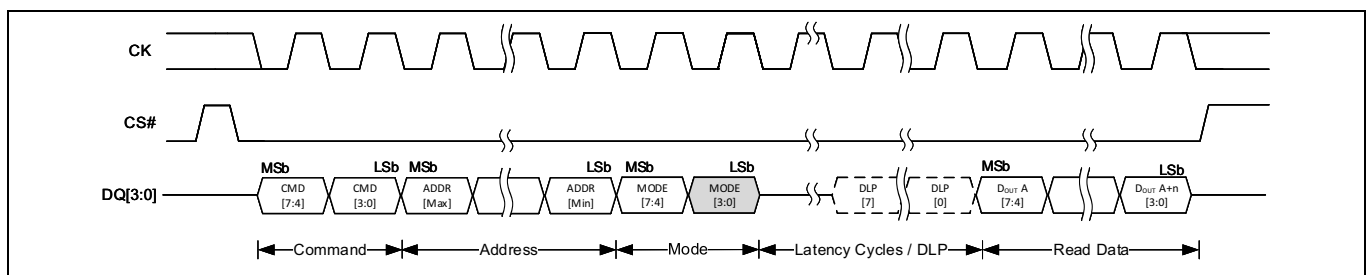 CK
CS#
MSb LSb MSb LSb MSb LSb MSb LSb
DQ[3:0]
CMD [7:4] CMD [3:0] ADDR [Max] ADDR [Min] MODE [7:4] MODE [3:0] DLP [7] DLP [0] DOUT A [7:4] DOUT A+n [3:0]
Command Address Mode Latency Cycles / DLP Read Data